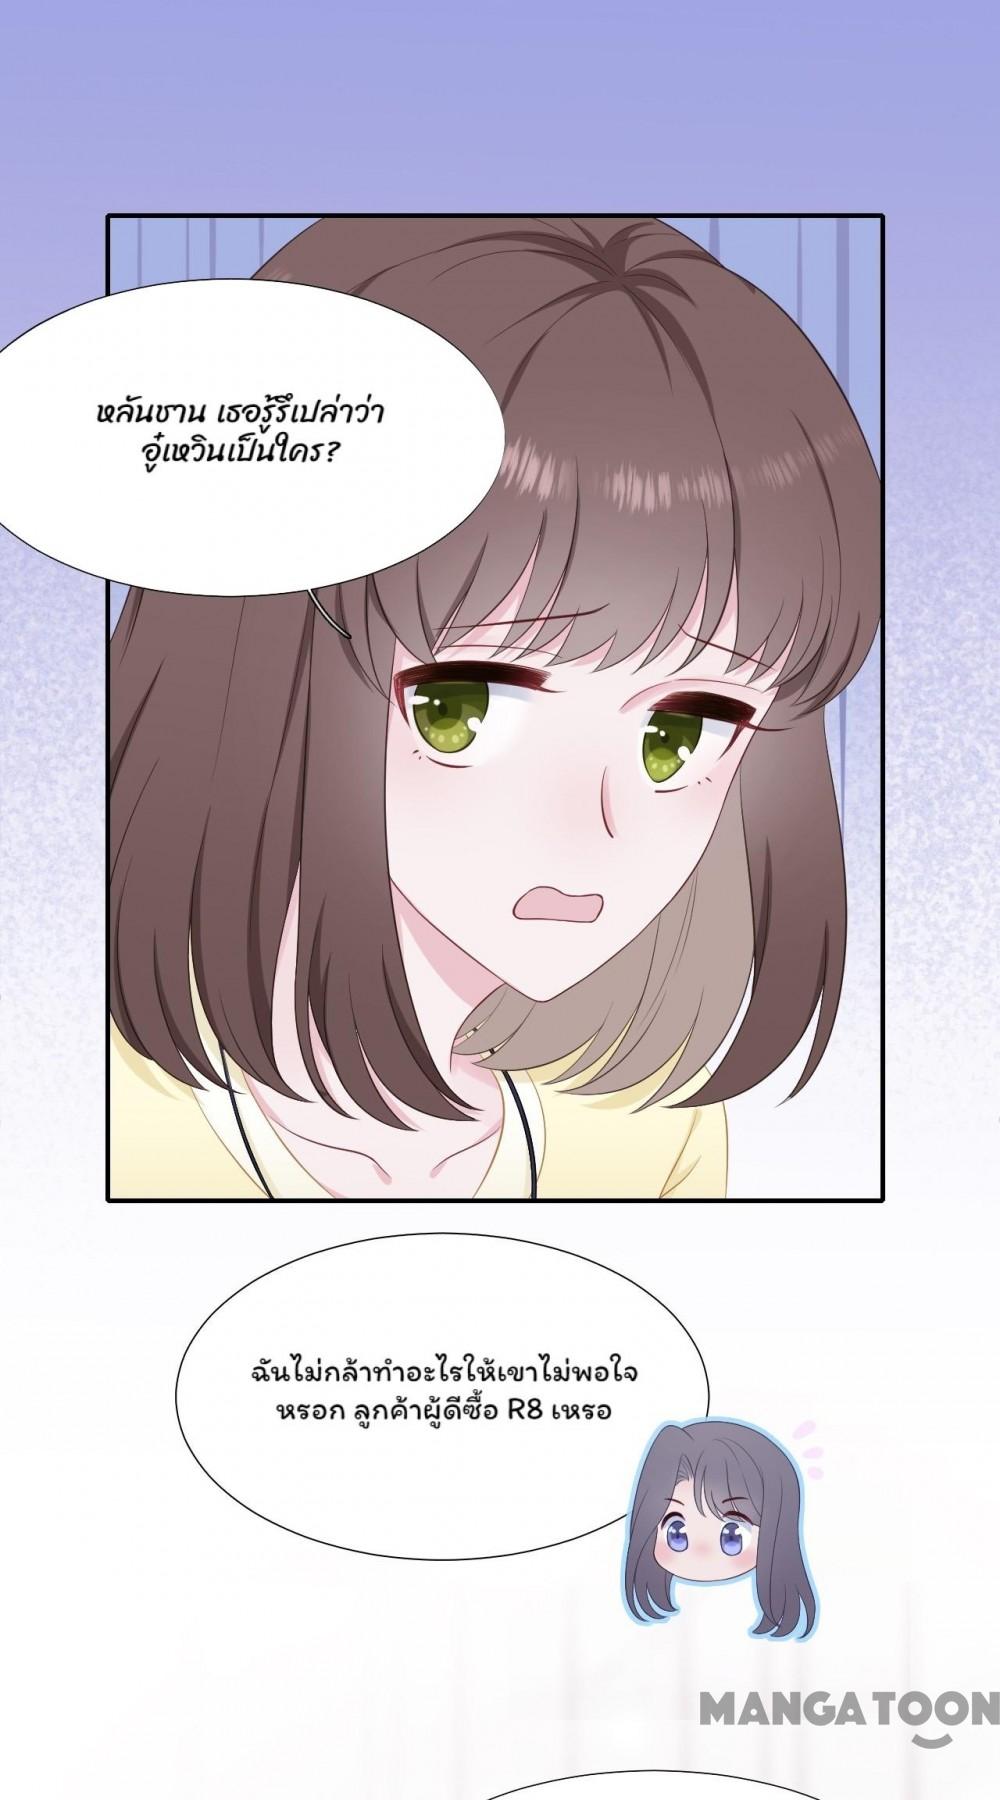 หลันซาน เธอรู้รึเปล่าว่า
อู๋เหวินเป็นใคร?
ฉันไม่กล้าทำอะไรให้เขาไม่พอใจ
หรอก ลูกค้าผู้ดีซื้อ R8 เหรอ
MANGATOON